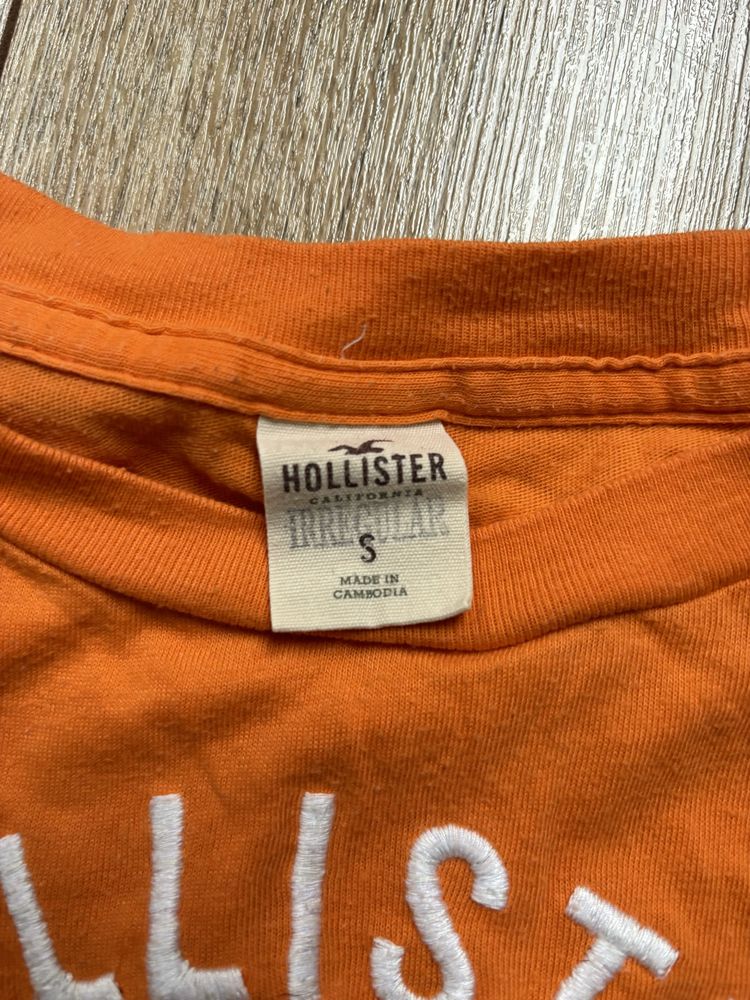 HOLLISTER
CALIFORNIA
IRREGULAR
S
MADE IN
CAMBODIA
LLIST